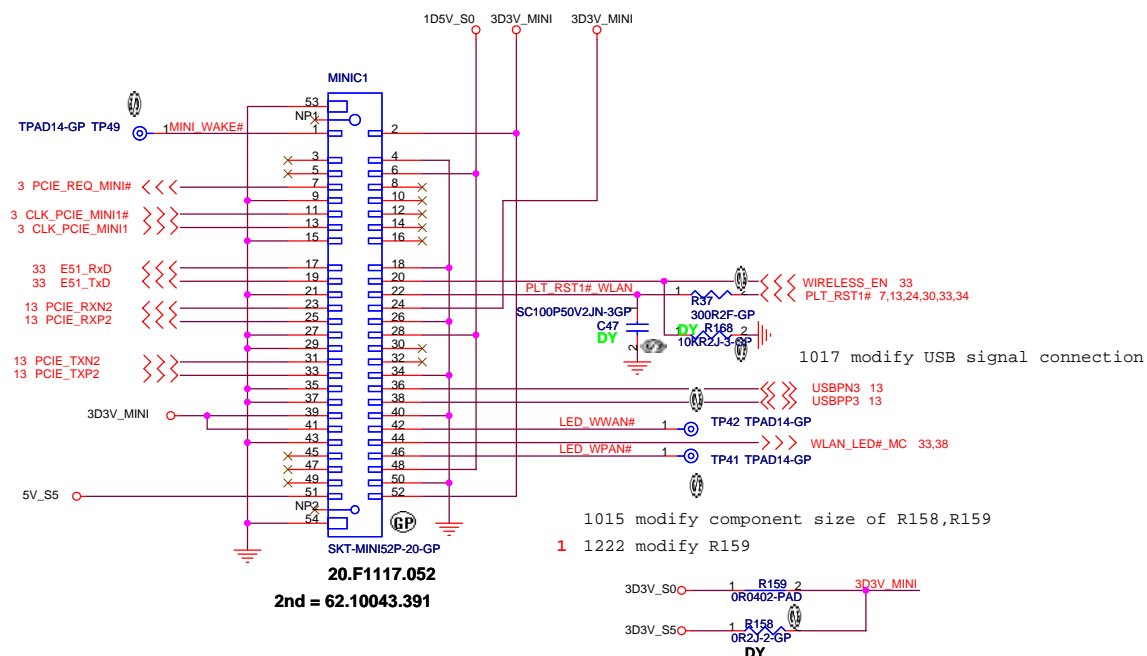 1D5V_S0 3D3V_MINI 3D3V_MINI
MINIC1
TPAD14-GP TP49 1 MINI_WAKE#
53
NP1
1 2
3 4
5 6
3 PCIE_REQ_MINI# 7 8
9 10
3 CLK_PCIE_MINI1# 11 12
3 CLK_PCIE_MINI1 13 14
15 16
33 E51_RxD 17 18
33 E51_TxD 19 20 WIRELESS_EN 33
21 22 PLT_RST1#_WLAN 1 R37 2 PLT_RST1# 7,13,24,30,33,34
300R2F-GP
13 PCIE_RXN2 23 24
SC100P50V2JN-3GP
13 PCIE_RXP2 25 26
C47
DY
2
DY
1 R168 2
10KR2J-3-GP
27 28
29 30
1017 modify USB signal connection
13 PCIE_TXN2 31 32
13 PCIE_TXP2 33 34
35 36 USBPN3 13
37 38 USBPP3 13
3D3V_MINI 39 40
41 42 LED_WWAN# 1 TP42 TPAD14-GP
43 44 WLAN_LED#_MC 33,38
45 46 LED_WPAN# 1 TP41 TPAD14-GP
47 48
49 50
5V_S5 51 52
NP2
54
GP
SKT-MINI52P-20-GP
20.F1117.052
2nd = 62.10043.391
1015 modify component size of R158,R159
1 1222 modify R159
3D3V_S0 1 R159 2 3D3V_MINI
0R0402-PAD
3D3V_S5 1 R158 2
0R2J-2-GP
DY